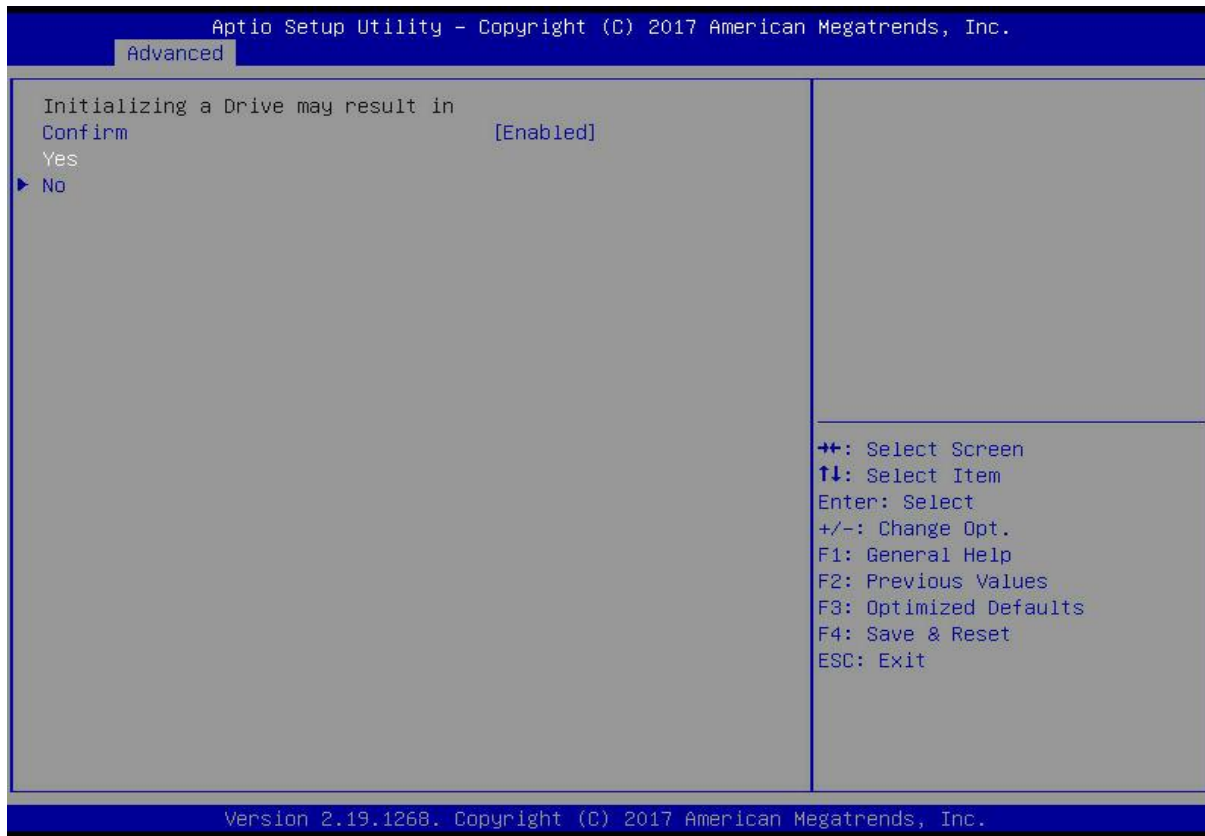 Aptio Setup Utility – Copyright (C) 2017 American Megatrends, Inc.
Advanced
Initializing a Drive may result in
Confirm [Enabled]
Yes
▶ No
→←: Select Screen
↑↓: Select Item
Enter: Select
+/-: Change Opt.
F1: General Help
F2: Previous Values
F3: Optimized Defaults
F4: Save & Reset
ESC: Exit
Version 2.19.1268. Copyright (C) 2017 American Megatrends, Inc.